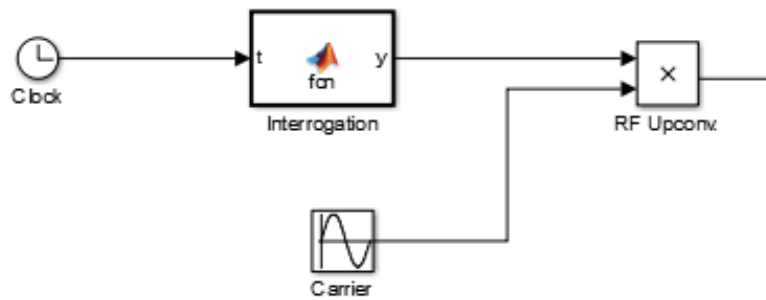 t
y
fcn
×
Clock
Interrogation
RF Upconv.
Carrier